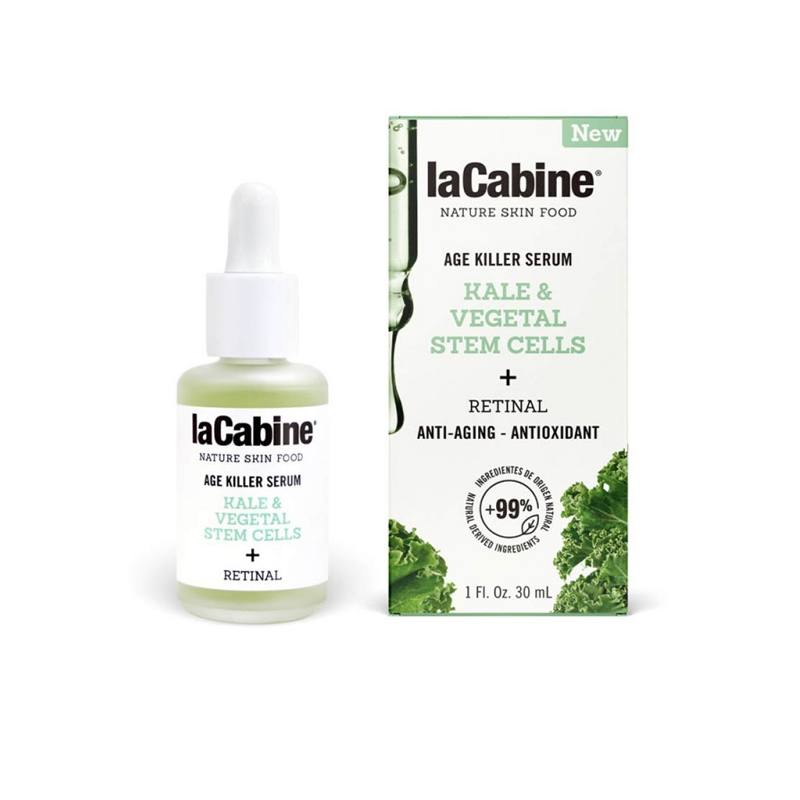 laCabine®
NATURE SKIN FOOD
AGE KILLER SERUM
KALE &
VEGETAL
STEM CELLS
+
RETINAL
New
laCabine®
NATURE SKIN FOOD
AGE KILLER SERUM
KALE &
VEGETAL
STEM CELLS
+
RETINAL
ANTI-AGING - ANTIOXIDANT
INGREDIENTES DE ORIGEN NATURAL
+99%
NATURAL DERIVED INGREDIENTS
1 Fl. Oz. 30 mL